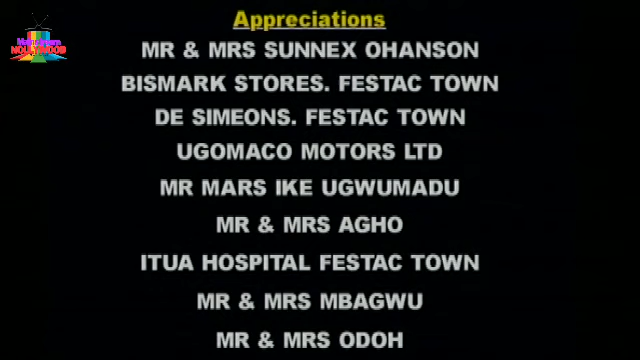 Appreciations
MR & MRS SUNNEX OHANSON
BISMARK STORES. FESTAC TOWN
DE SIMEONS. FESTAC TOWN
UGOMACO MOTORS LTD
MR MARS IKE UGWUMADU
MR & MRS AGHO
ITUA HOSPITAL FESTAC TOWN
MR & MRS MBAGWU
MR & MRS ODOH
NOLLYWOOD